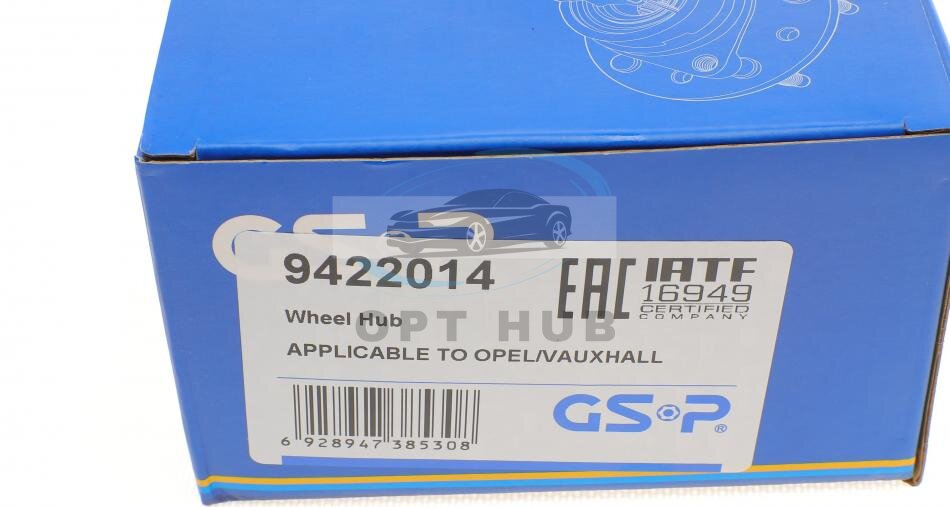 GSP
9422014
EAC
IATF
16949
CERTIFIED
COMPANY
Wheel Hub
OPT HUB
APPLICABLE TO OPEL/VAUXHALL
GSP®
6 928947 385308